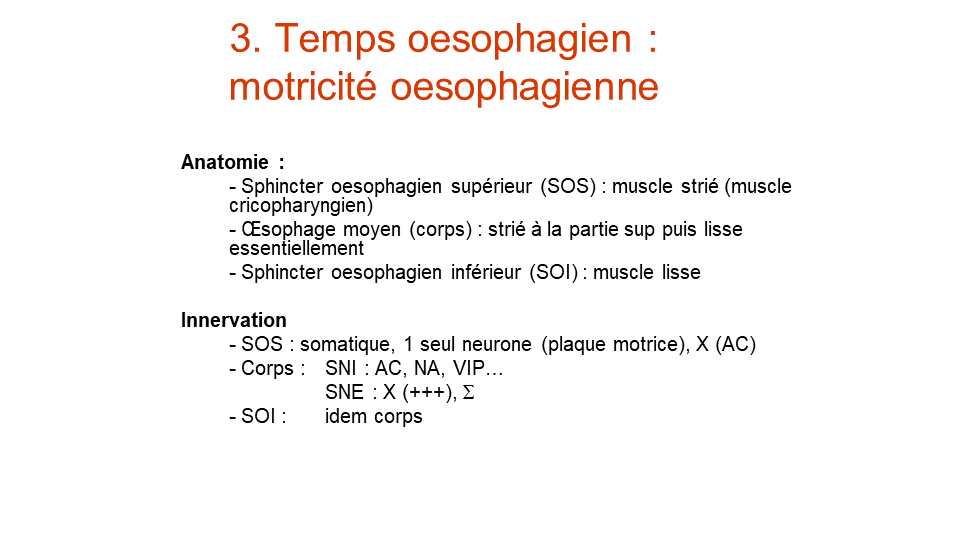 3. Temps oesophagien :
motricité oesophagienne
Anatomie :
- Sphincter oesophagien supérieur (SOS) : muscle strié (muscle
cricopharyngien)
- Œsophage moyen (corps) : strié à la partie sup puis lisse
essentiellement
- Sphincter oesophagien inférieur (SOI) : muscle lisse
Innervation
- SOS : somatique, 1 seul neurone (plaque motrice), X (AC)
- Corps : SNI : AC, NA, VIP…
SNE : X (+++), Σ
- SOI : idem corps